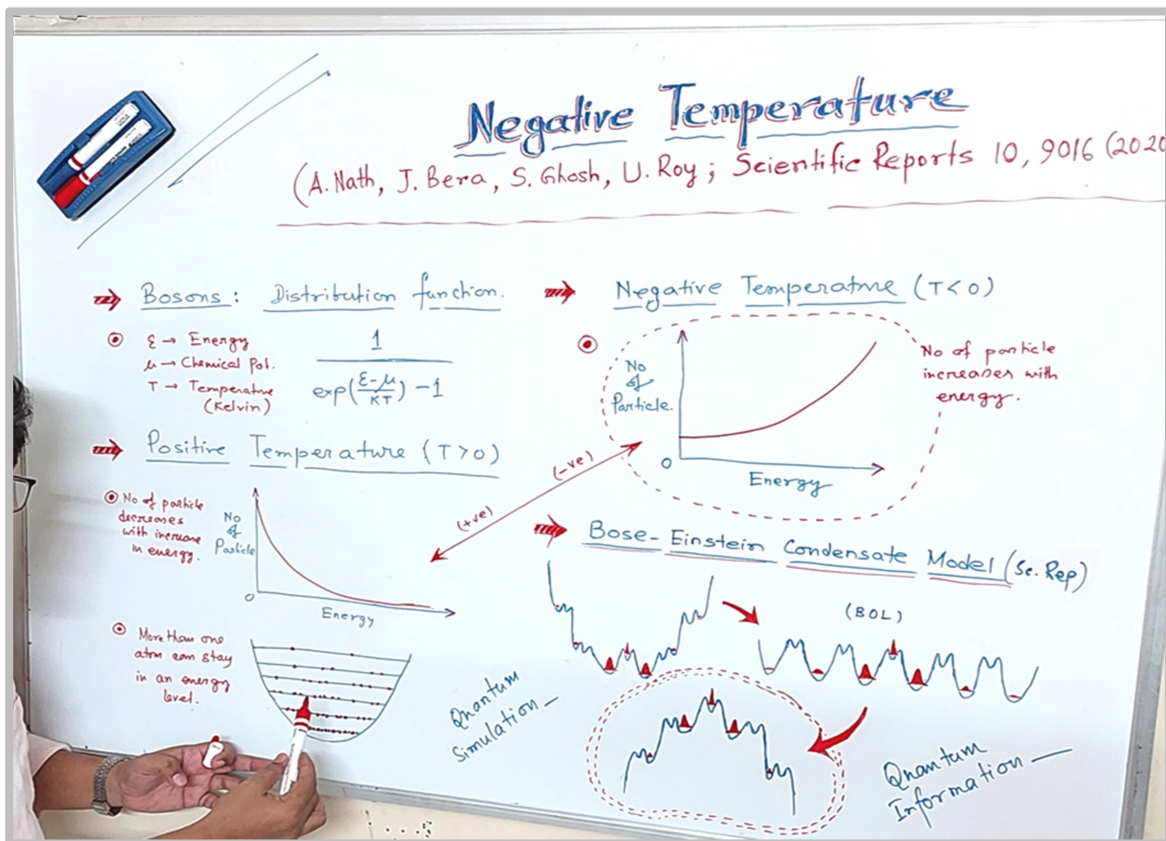 Negative Temperature
(A. Nath, J. Bera, S. Ghosh, U. Roy; Scientific Reports 10, 9016 (2020
Bosons: Distribution function.
ε → Energy
μ → Chemical Pot.
T → Temperature
(Kelvin)
1
exp(ε-μ/KT) - 1
Positive Temperature (T>0)
No of particle
decreases
with increase
in energy.
No
of
Particle
0
Energy
More than one
atom can stay
in an energy
level.
(+ve)
(-ve)
Negative Temperature (T<0)
No
of
Particle.
0
Energy
No of particle
increases with
energy.
Bose-Einstein Condensate Model (Sc. Rep)
(BOL)
Quantum
Simulation —
Quantum
Information —